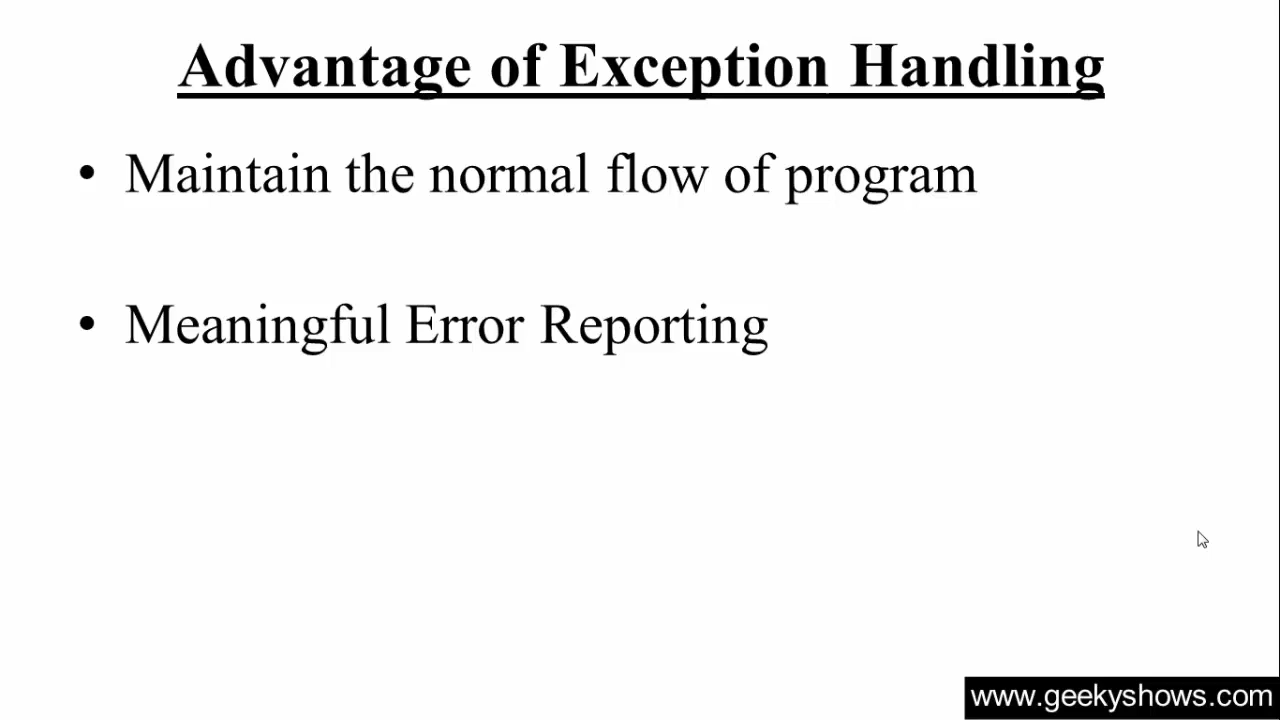 Advantage of Exception Handling
• Maintain the normal flow of program
• Meaningful Error Reporting
www.geekyshows.com